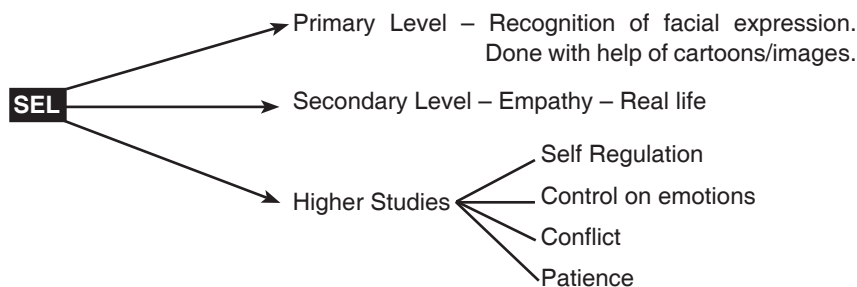 Primary Level – Recognition of facial expression.
Done with help of cartoons/images.
SEL
Secondary Level – Empathy – Real life
Higher Studies
Self Regulation
Control on emotions
Conflict
Patience